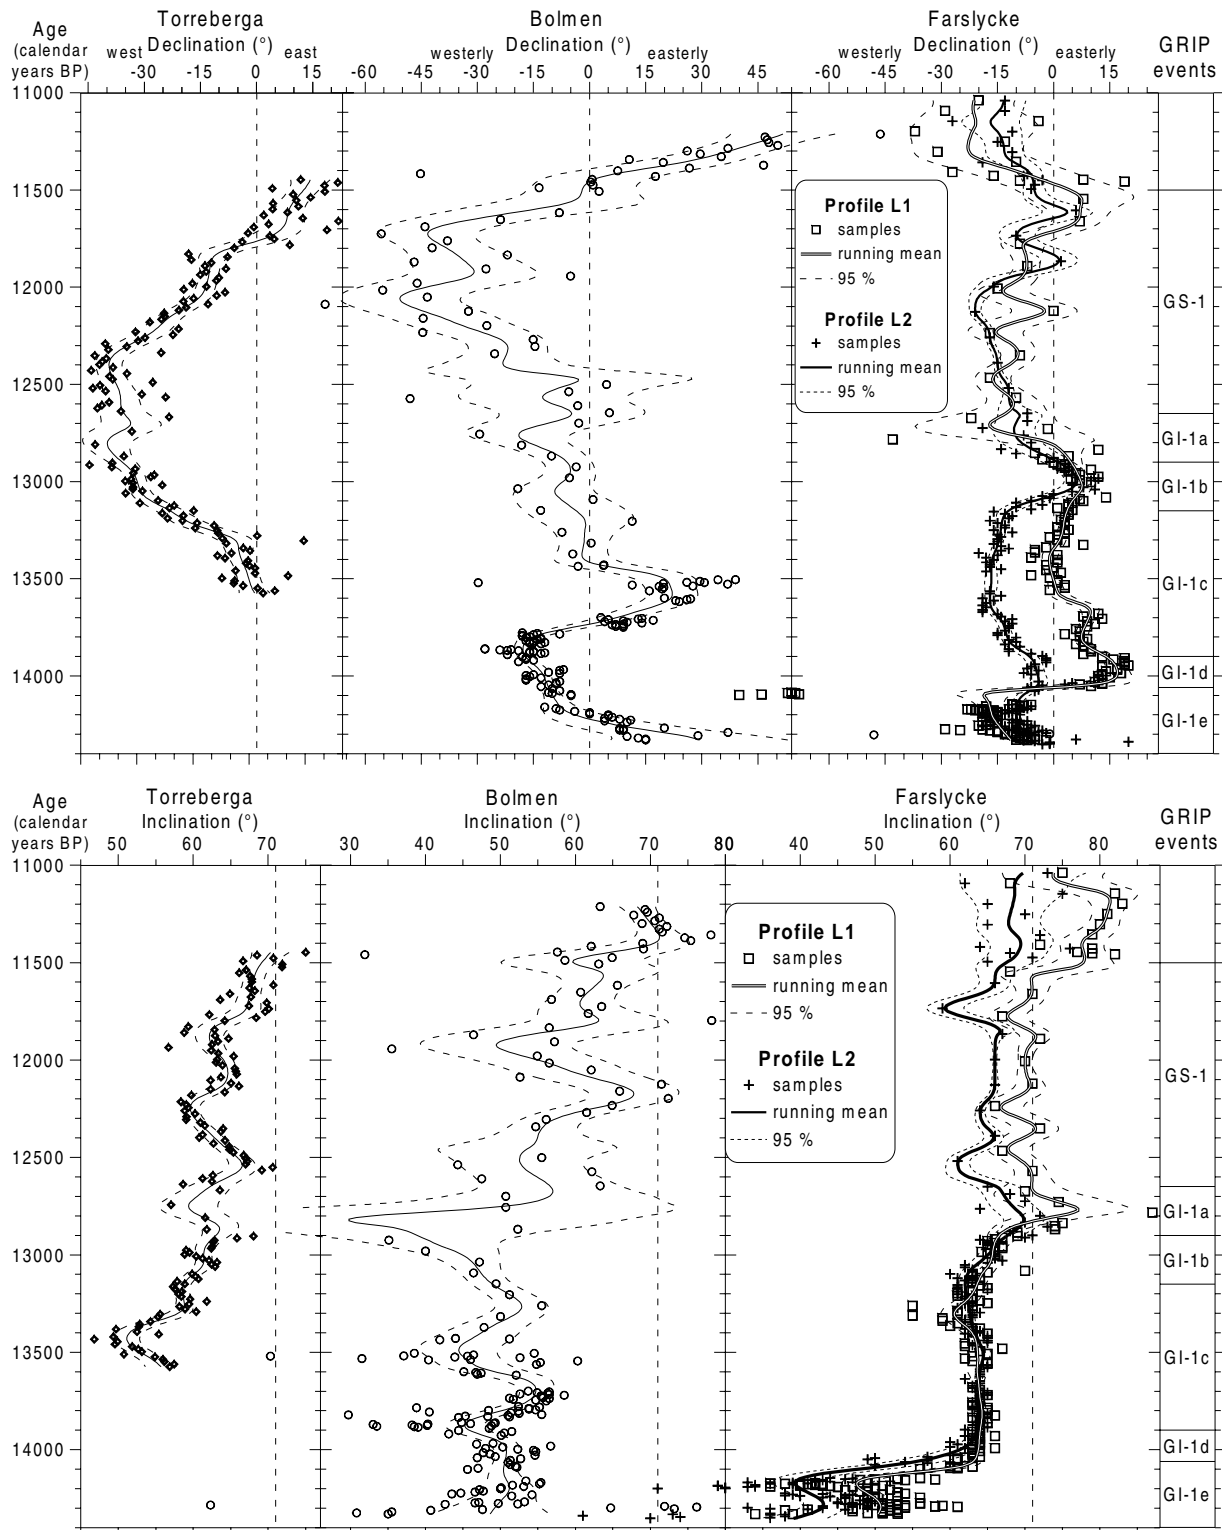 Torreberga Bolmen Farslycke
Age
(calendar
years BP)
west Declination (°) east
westerly Declination (°) easterly
westerly Declination (°) easterly
GRIP
events
-30 -15 0 15
-60 -45 -30 -15 0 15 30 45
-60 -45 -30 -15 0 15
11000
11500
12000
12500
13000
13500
14000
Profile L1
samples
running mean
95 %
Profile L2
samples
running mean
95 %
GS-1
GI-1a
GI-1b
GI-1c
GI-1d
GI-1e
Torreberga Bolmen Farslycke
Age
(calendar
years BP)
Inclination (°) Inclination (°) Inclination (°)
GRIP
events
50 60 70
30 40 50 60 70 80
30 40 50 60 70 80
11000
11500
12000
12500
13000
13500
14000
Profile L1
samples
running mean
95 %
Profile L2
samples
running mean
95 %
GS-1
GI-1a
GI-1b
GI-1c
GI-1d
GI-1e